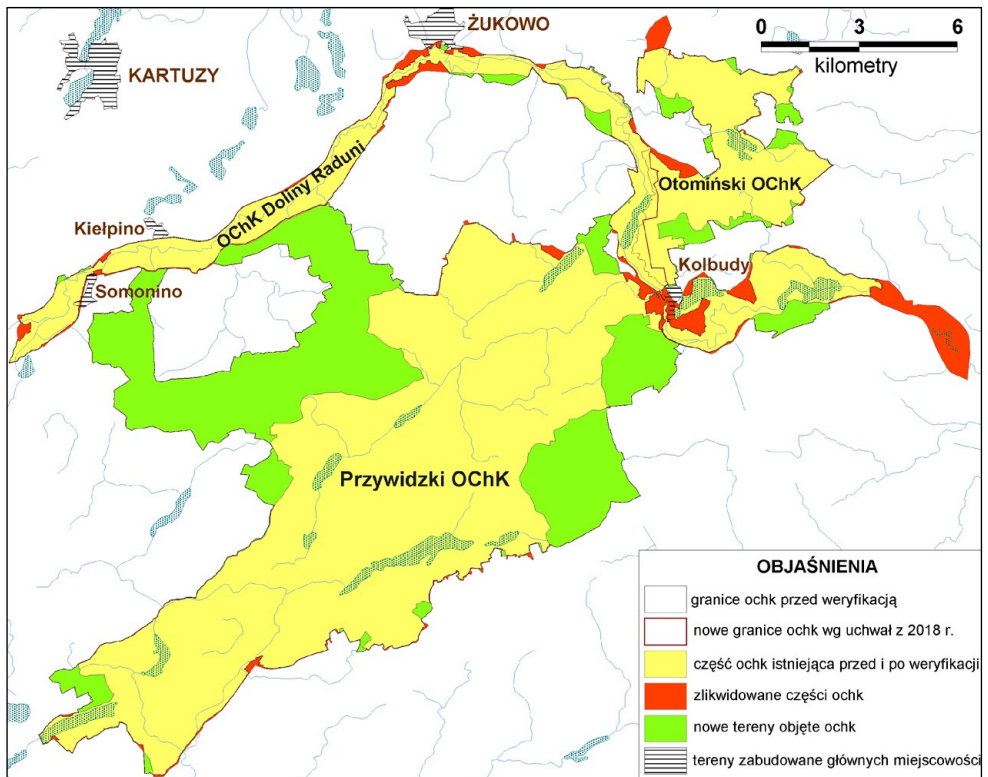 ŻUKOWO
0 3 6
kilometry
KARTUZY
OChK Doliny Raduni
Otomiński OChK
Kiełpino
Kolbudy
Somonino
Przywidzki OChK
OBJAŚNIENIA
granice ochk przed weryfikacją
nowe granice ochk wg uchwał z 2018 r.
część ochk istniejąca przed i po weryfikacji
zlikwidowane części ochk
nowe tereny objęte ochk
tereny zabudowane głównych miejscowości